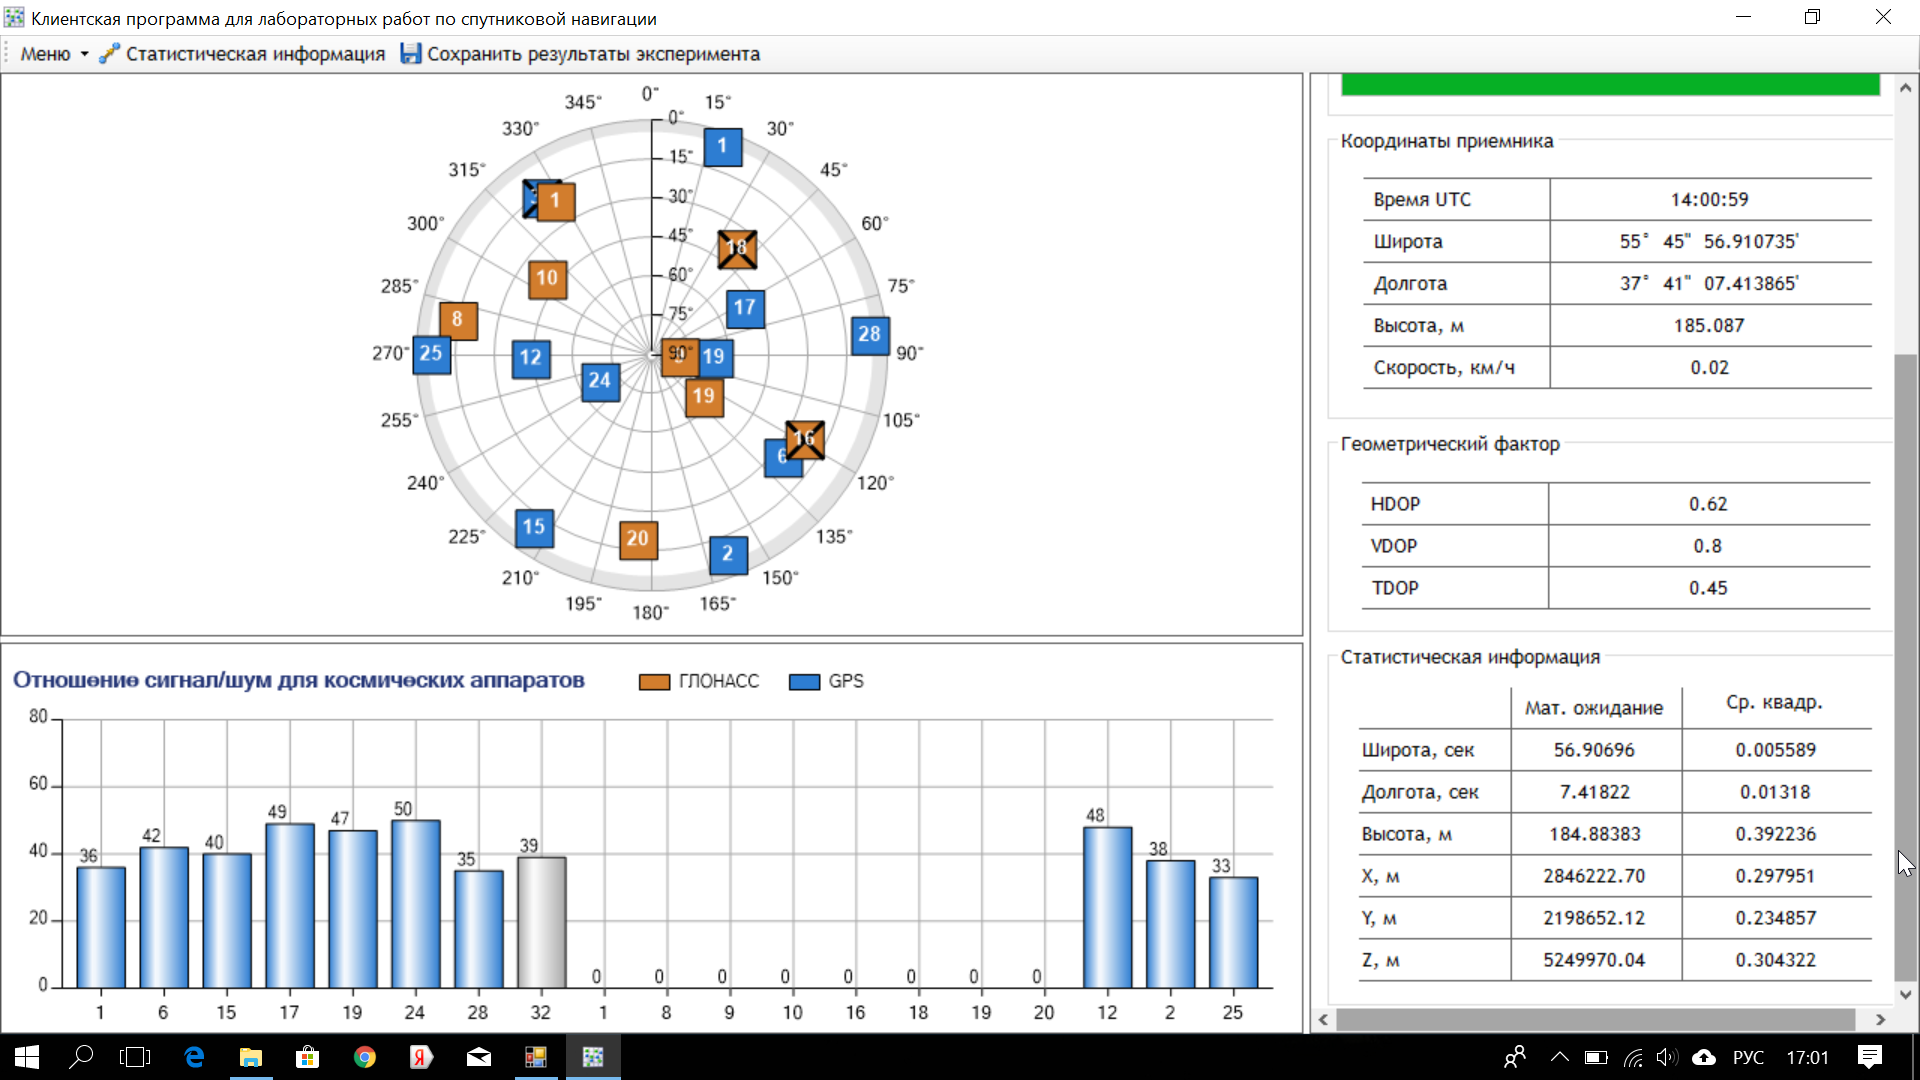 Клиентская программа для лабораторных работ по спутниковой навигации
Меню Статистическая информация Сохранить результаты эксперимента
0°
345° 15°
330° 30°
315° 45°
300° 60°
285° 75°
270° 90°
255° 105°
240° 120°
225° 135°
210° 150°
195° 165°
180°
0°
15°
30°
45°
60°
75°
90°
1
1
18
10
17
8
28
25
12
19
24
19
16
6
15
20
2
Отношение сигнал/шум для космических аппаратов
ГЛОНАСС GPS
80
60
40
20
0
36 42 40 49 47 50 35 39 0 0 0 0 0 0 0 0 48 38 33
1 6 15 17 19 24 28 32 1 8 9 10 16 18 19 20 12 2 25
Координаты приемника
Время UTC 14:00:59
Широта 55° 45" 56.910735'
Долгота 37° 41" 07.413865'
Высота, м 185.087
Скорость, км/ч 0.02
Геометрический фактор
HDOP 0.62
VDOP 0.8
TDOP 0.45
Статистическая информация
Мат. ожидание Ср. квадр.
Широта, сек 56.90696 0.005589
Долгота, сек 7.41822 0.01318
Высота, м 184.88383 0.392236
X, м 2846222.70 0.297951
Y, м 2198652.12 0.234857
Z, м 5249970.04 0.304322
РУС 17:01